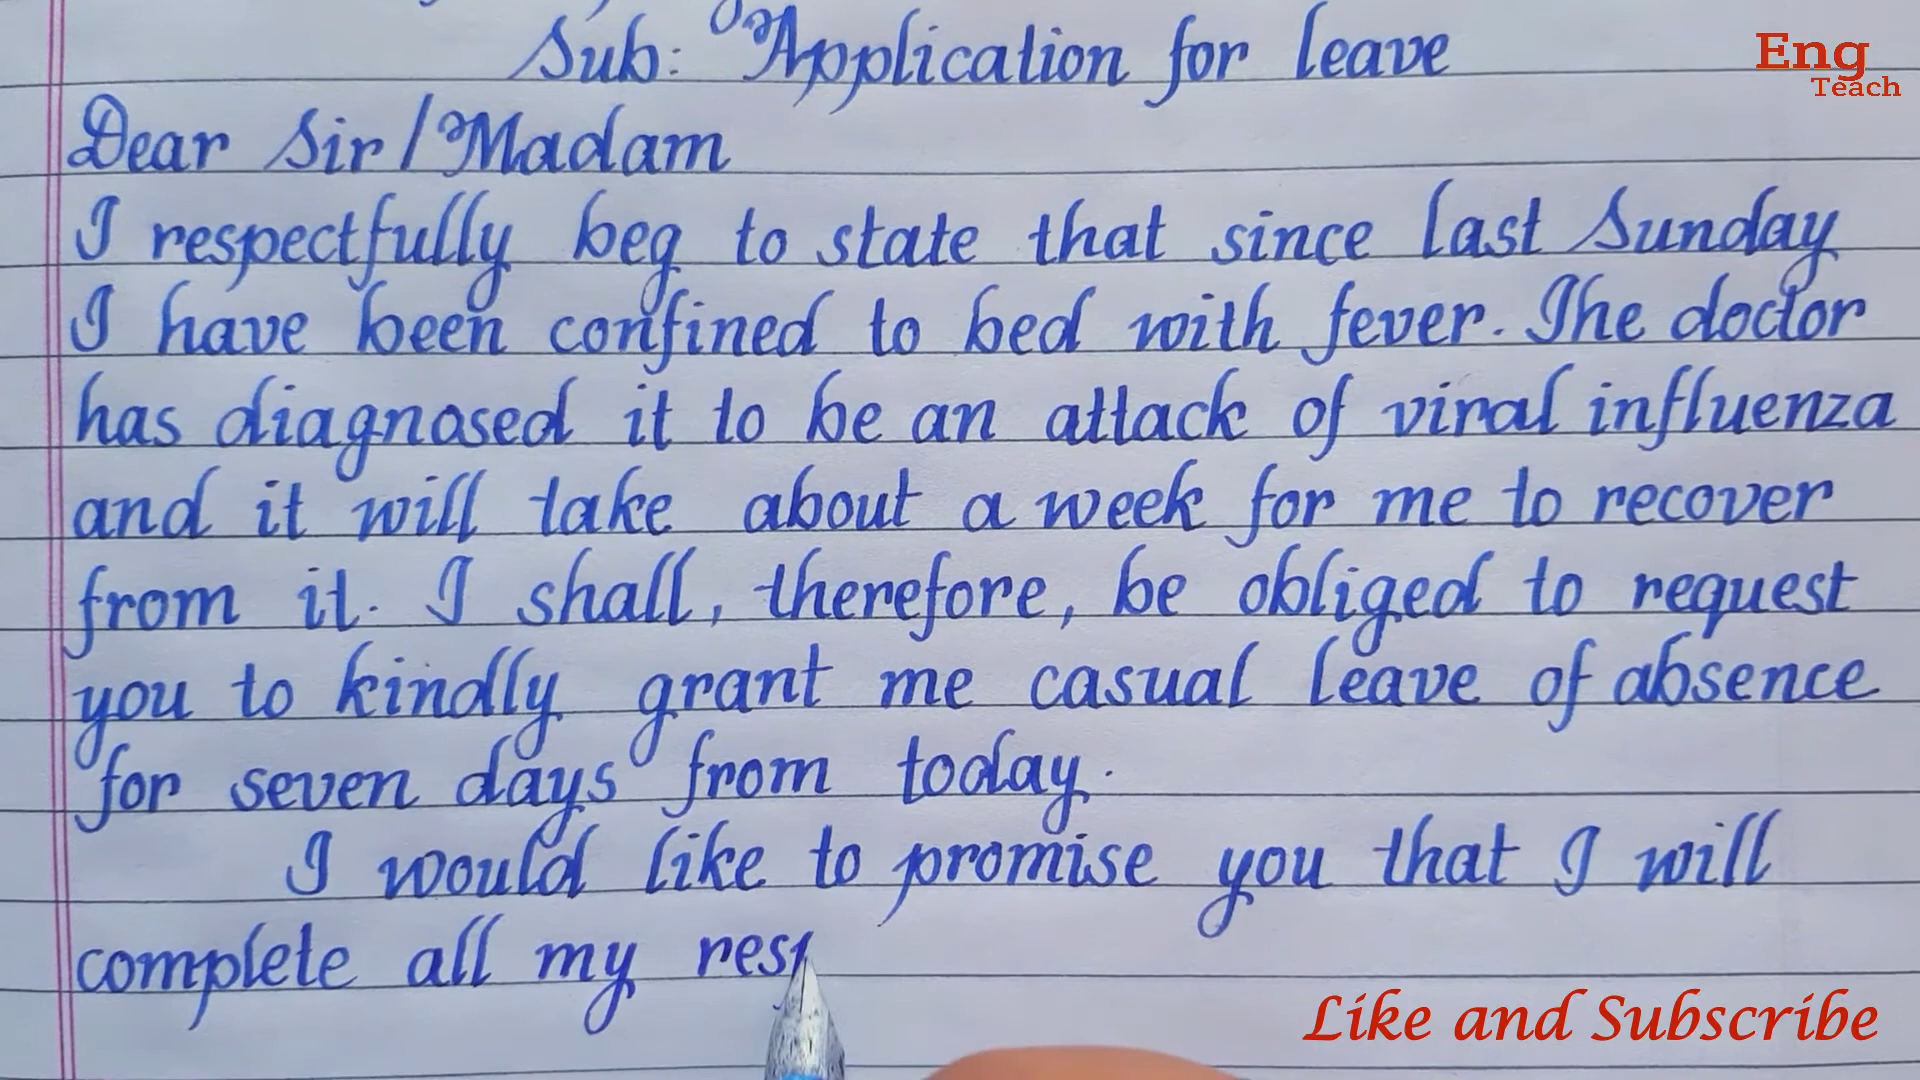 Sub: Application for leave
Eng
Teach
Dear Sir/Madam
I respectfully beg to state that since last Sunday
I have been confined to bed with fever. The doctor
has diagnosed it to be an attack of viral influenza
and it will take about a week for me to recover
from it. I shall, therefore, be obliged to request
you to kindly grant me casual leave of absence
for seven days from today.
I would like to promise you that I will
complete all my
Like and Subscribe